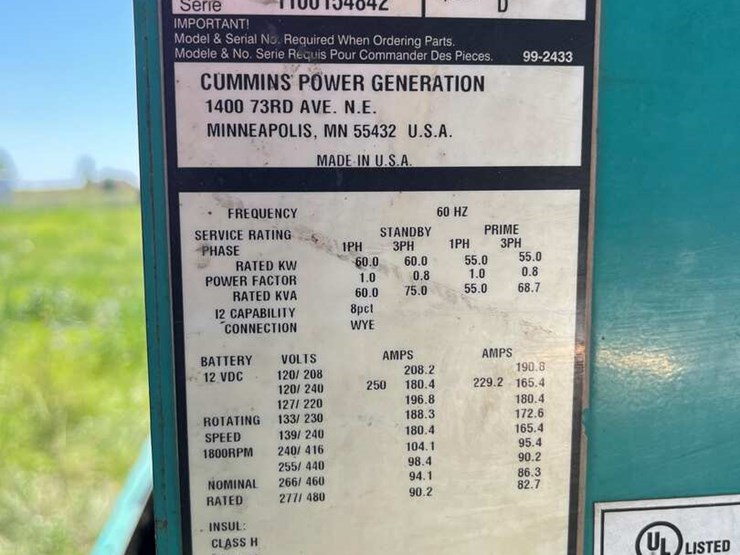 Serie 1100154842 D
IMPORTANT!
Model & Serial No. Required When Ordering Parts.
Modele & No. Serie Requis Pour Commander Des Pieces. 99-2433
CUMMINS POWER GENERATION
1400 73RD AVE. N.E.
MINNEAPOLIS, MN 55432 U.S.A.
MADE IN U.S.A.
FREQUENCY 60 HZ
SERVICE RATING STANDBY PRIME
PHASE 1PH 3PH 1PH 3PH
RATED KW 60.0 60.0 55.0 55.0
POWER FACTOR 1.0 0.8 1.0 0.8
RATED KVA 60.0 75.0 55.0 68.7
I2 CAPABILITY 8pct
CONNECTION WYE
BATTERY VOLTS AMPS AMPS
12 VDC 120/ 208 208.2 190.8
120/ 240 250 180.4 229.2 165.4
127/ 220 196.8 180.4
ROTATING 133/ 230 188.3 172.6
SPEED 139/ 240 180.4 165.4
1800RPM 240/ 416 104.1 95.4
255/ 440 98.4 90.2
NOMINAL 266/ 460 94.1 86.3
RATED 277/ 480 90.2 82.7
INSUL:
CLASS H
UL LISTED